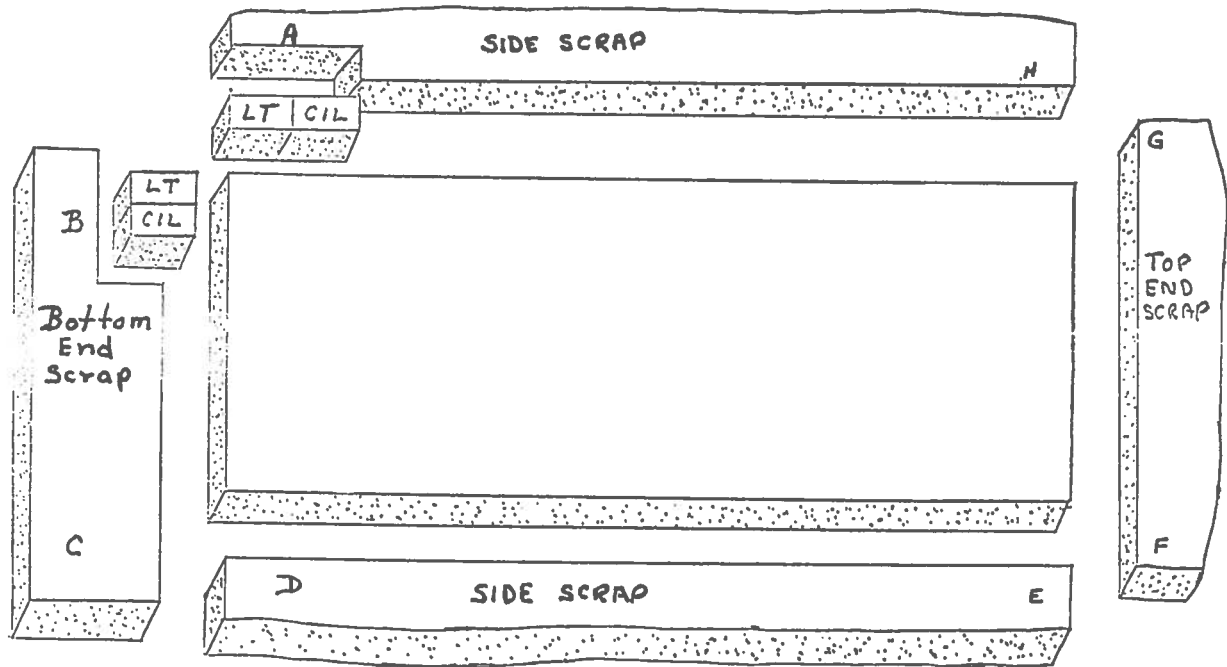 A
SIDE SCRAP
H
LT CIL
LT
CIL
B
Bottom
End
Scrap
C
G
TOP
END
SCRAP
F
D
SIDE SCRAP
E